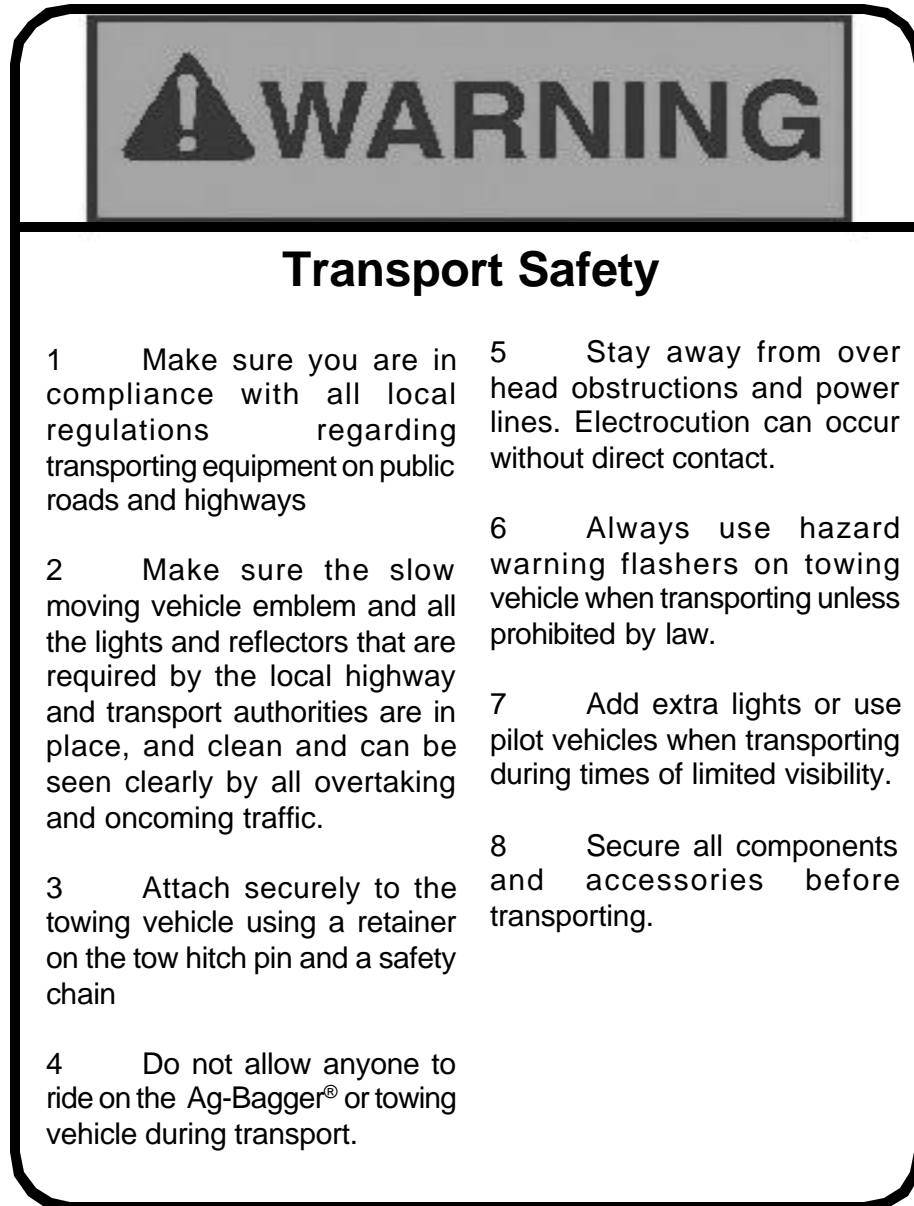 WARNING
Transport Safety
1 Make sure you are in
compliance with all local
regulations regarding
transporting equipment on public
roads and highways
2 Make sure the slow
moving vehicle emblem and all
the lights and reflectors that are
required by the local highway
and transport authorities are in
place, and clean and can be
seen clearly by all overtaking
and oncoming traffic.
3 Attach securely to the
towing vehicle using a retainer
on the tow hitch pin and a safety
chain
4 Do not allow anyone to
ride on the Ag-Bagger® or towing
vehicle during transport.
5 Stay away from over
head obstructions and power
lines. Electrocution can occur
without direct contact.
6 Always use hazard
warning flashers on towing
vehicle when transporting unless
prohibited by law.
7 Add extra lights or use
pilot vehicles when transporting
during times of limited visibility.
8 Secure all components
and accessories before
transporting.